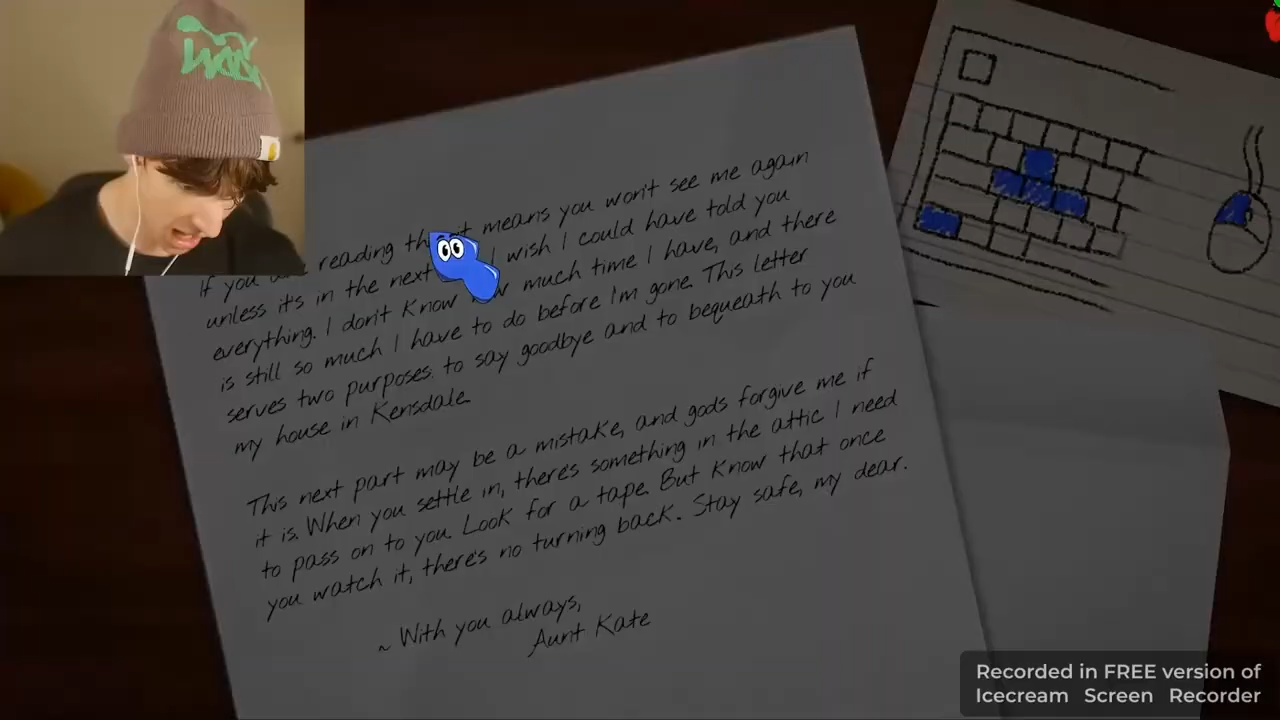 If you reading means you won't see me again
unless it's in the next I wish I could have told you
everything. I don't know much time I have, and there
is still so much I have to do before I'm gone. This letter
serves two purposes: to say goodbye and to bequeath to you
my house in Kensdale.
This next part may be a mistake, and gods forgive me if
it is. When you settle in, there's something in the attic I need
to pass on to you. Look for a tape. But know that once
you watch it, there's no turning back. Stay safe, my dear.
~ With you always,
Aunt Kate
Recorded in FREE version of
Icecream Screen Recorder